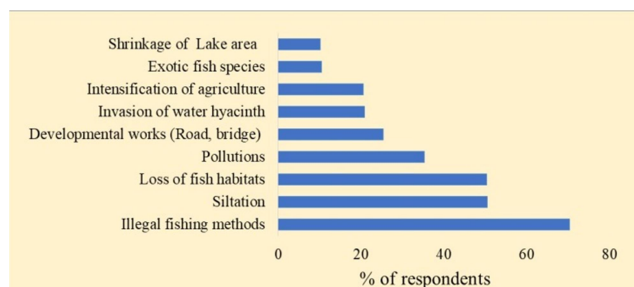 Shrinkage of Lake area
Exotic fish species
Intensification of agriculture
Invasion of water hyacinth
Developmental works (Road, bridge)
Pollutions
Loss of fish habitats
Siltation
Illegal fishing methods
0 20 40 60 80
% of respondents